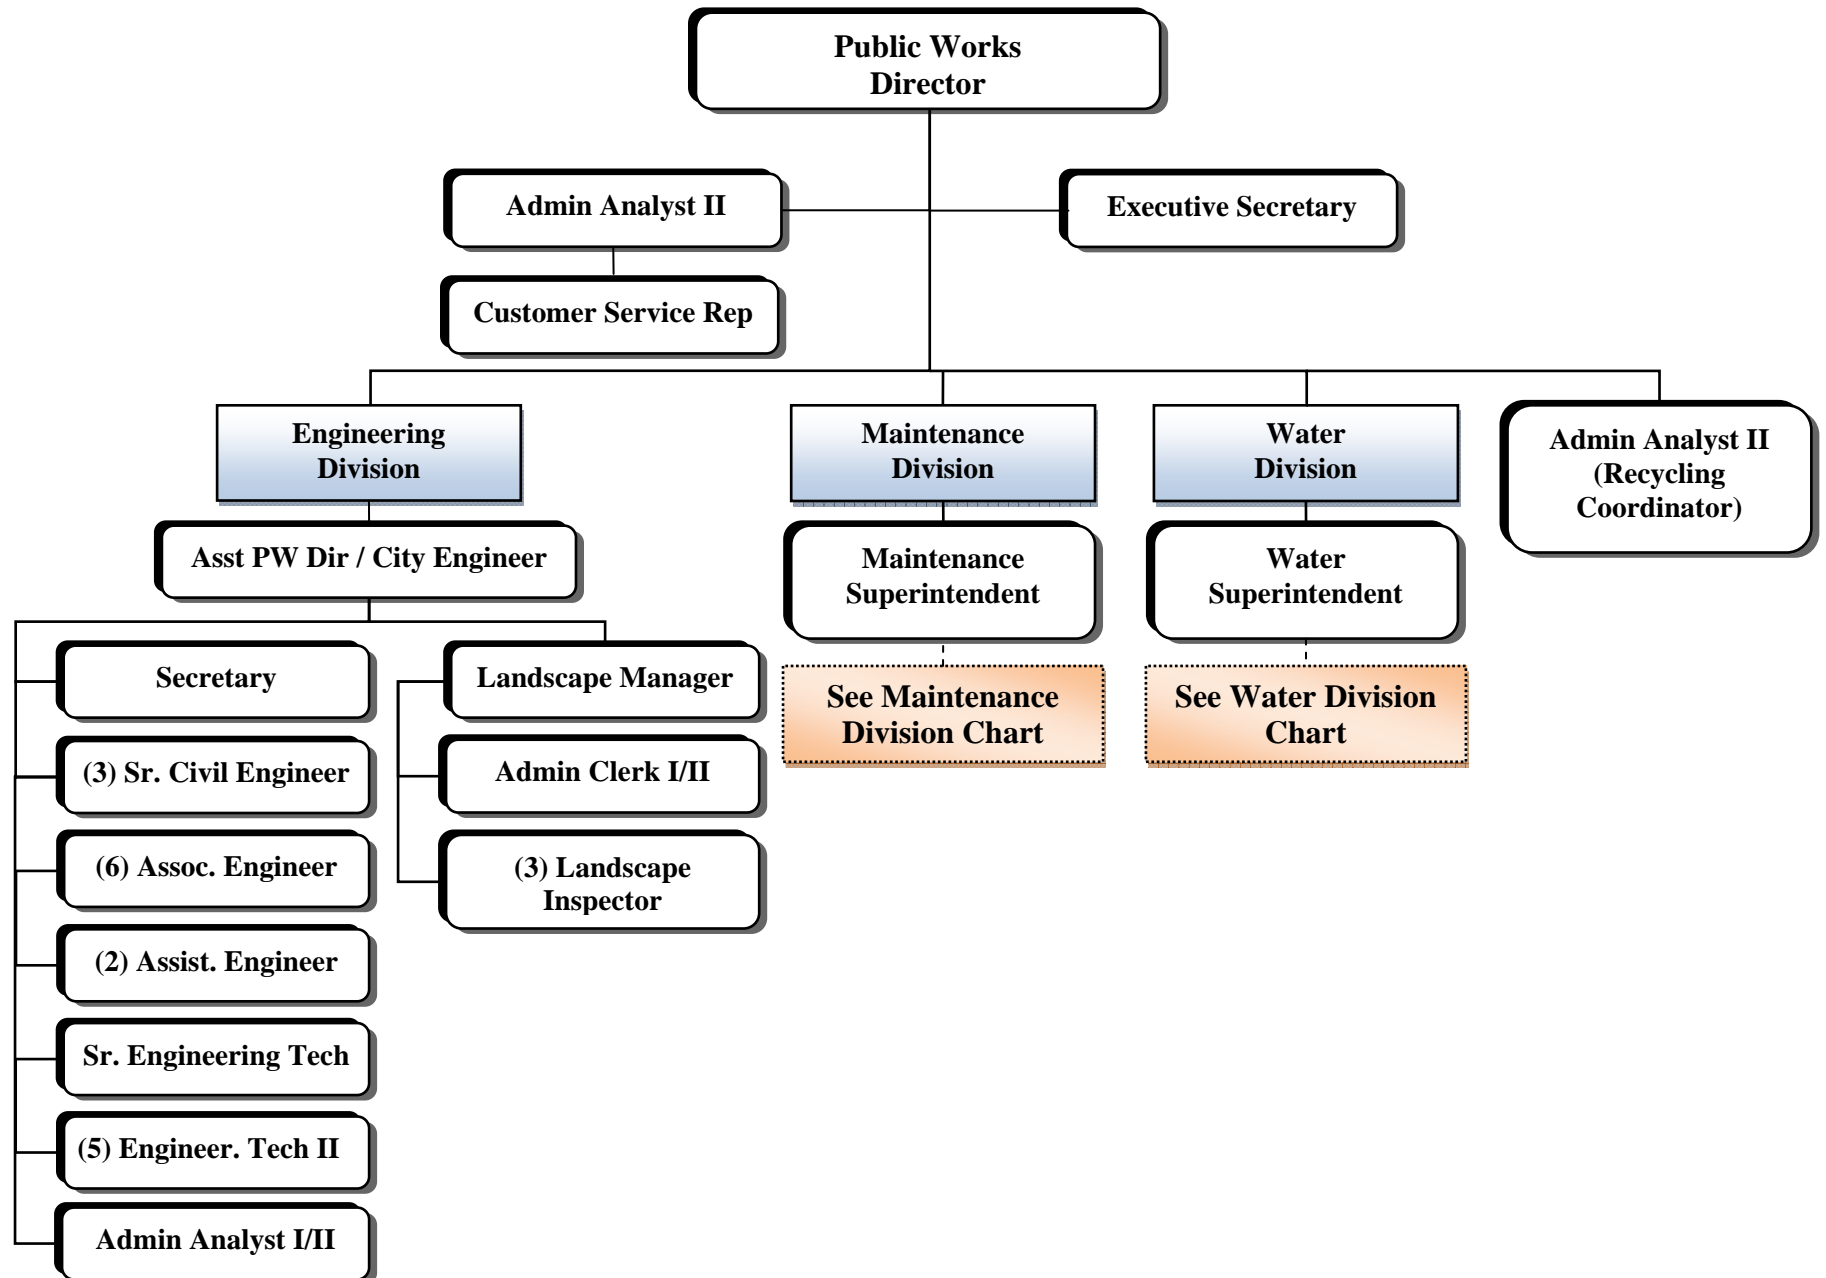 Public Works
Director
Admin Analyst II
Executive Secretary
Customer Service Rep
Engineering
Division
Maintenance
Division
Water
Division
Admin Analyst II
(Recycling
Coordinator)
Asst PW Dir / City Engineer
Maintenance
Superintendent
Water
Superintendent
Secretary
Landscape Manager
See Maintenance
Division Chart
See Water Division
Chart
(3) Sr. Civil Engineer
Admin Clerk I/II
(6) Assoc. Engineer
(3) Landscape
Inspector
(2) Assist. Engineer
Sr. Engineering Tech
(5) Engineer. Tech II
Admin Analyst I/II